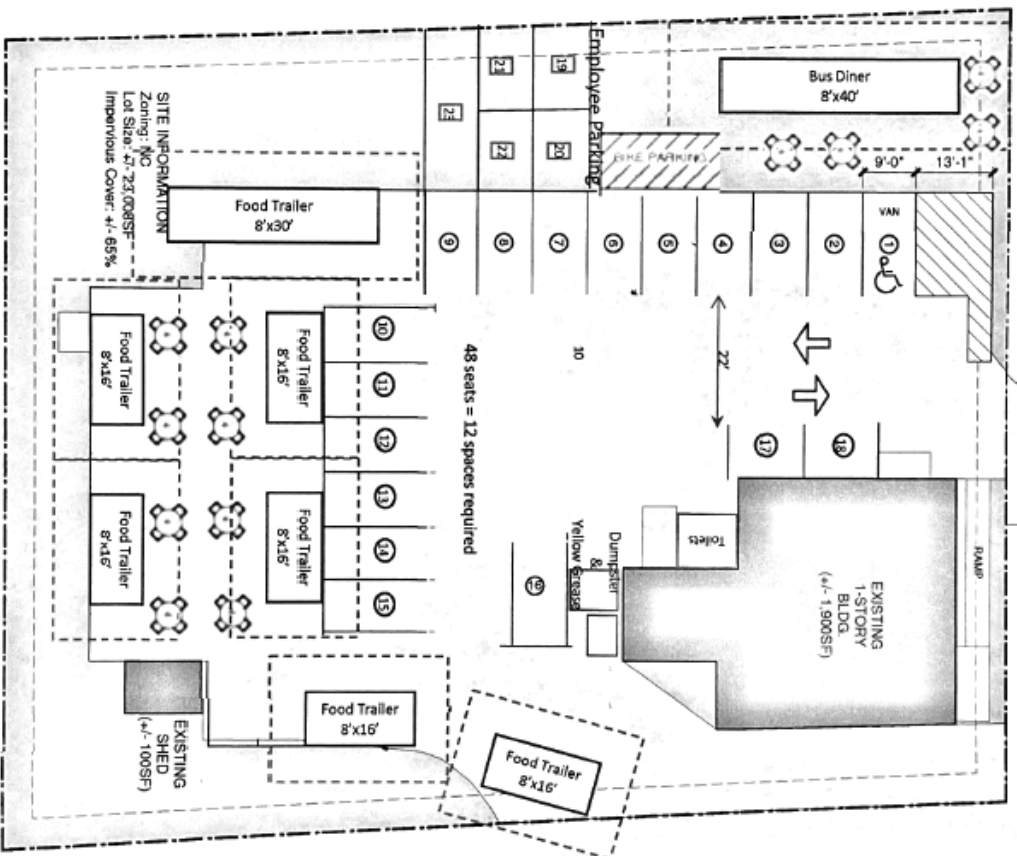 Employee Parking
19
20
21
22
23
BIKE PARKING
Bus Diner
8'x40'
9'-0"
13'-1"
VAN
1
2
3
4
5
6
7
8
9
SITE INFORMATION
Zoning: NC
Lot Size: +/- 23,008SF
Impervious Cover: +/- 65%
Food Trailer
8'x30'
Food Trailer
8'x16'
Food Trailer
8'x16'
Food Trailer
8'x16'
Food Trailer
8'x16'
10
11
12
13
14
15
48 seats = 12 spaces required
10
22'
17
18
Toilets
Dumpster
&
Yellow Grease
EXISTING
1-STORY
BLDG.
(+/- 1,900SF)
RAMP
Food Trailer
8'x16'
Food Trailer
8'x16'
EXISTING
SHED
(+/- 100SF)